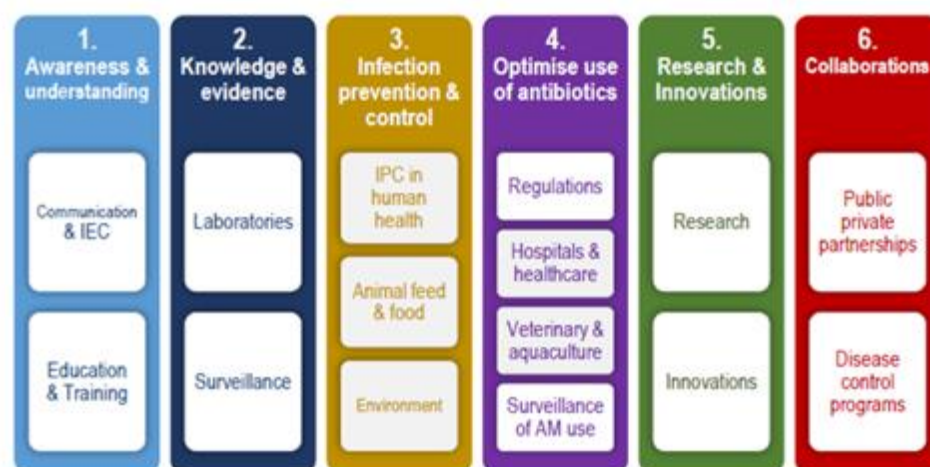 1.
Awareness &
understanding
Communication
& IEC
Education
& Training
2.
Knowledge &
evidence
Laboratories
Surveillance
3.
Infection
prevention &
control
IPC in
human
health
Animal feed
& food
Environment
4.
Optimise use
of antibiotics
Regulations
Hospitals &
healthcare
Veterinary &
aquaculture
Surveillance
of AM use
5.
Research &
Innovations
Research
Innovations
6.
Collaborations
Public
private
partnerships
Disease
control
programs